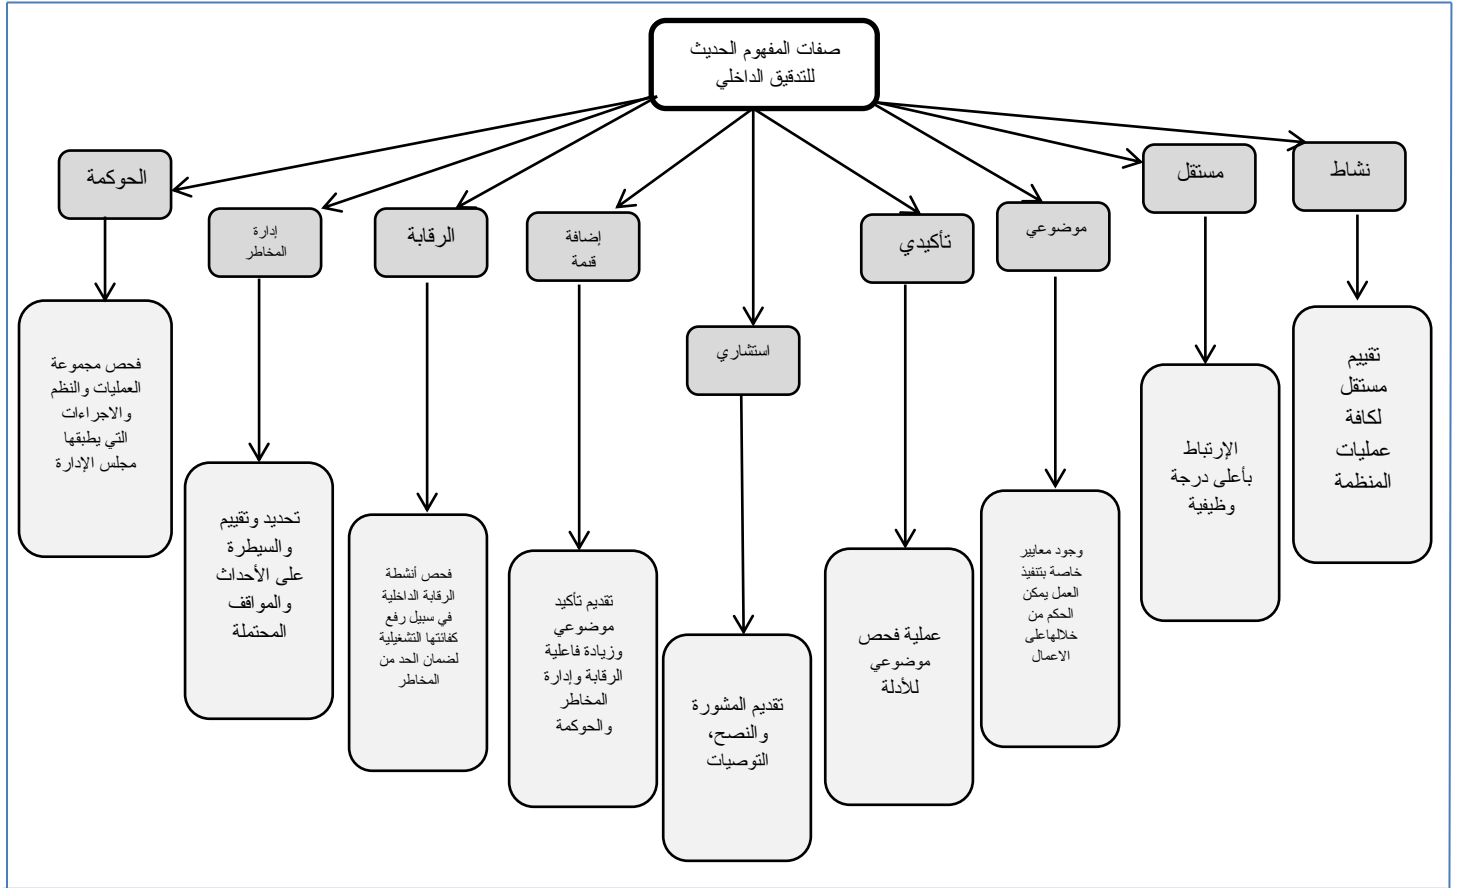 صفات المفهوم الحديث
للتدقيق الداخلي
نشاط
مستقل
موضوعي
تأكيدي
استشاري
إضافة
قيمة
الرقابة
إدارة
المخاطر
الحوكمة
تقييم
مستقل
لكافة
عمليات
المنظمة
الإرتباط
بأعلى درجة
وظيفية
وجود معايير
خاصة بتنفيذ
العمل يمكن
الحكم من
خلالهاعلى
الاعمال
عملية فحص
موضوعي
للأدلة
تقديم المشورة
والنصح،
التوصيات
تقديم تأكيد
موضوعي
وزيادة فاعلية
الرقابة وإدارة
المخاطر
والحوكمة
فحص أنشطة
الرقابة الداخلية
في سبيل رفع
كفائتها التشغيلية
لضمان الحد من
المخاطر
تحديد وتقييم
والسيطرة
على الأحداث
والمواقف
المحتملة
فحص مجموعة
العمليات والنظم
والاجراءات
التي يطبقها
مجلس الإدارة